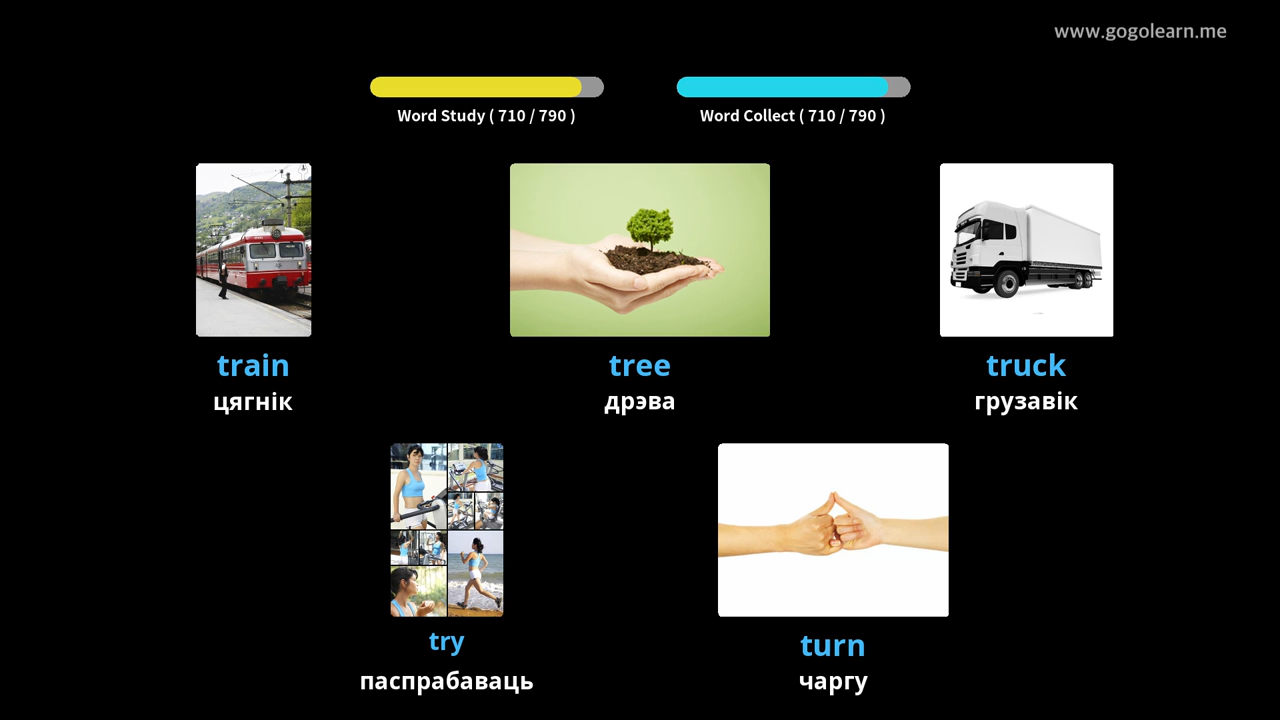 www.gogolearn.me
Word Study ( 710 / 790 )
Word Collect ( 710 / 790 )
train
цягнік
tree
дрэва
truck
грузавік
try
паспрабаваць
turn
чаргу